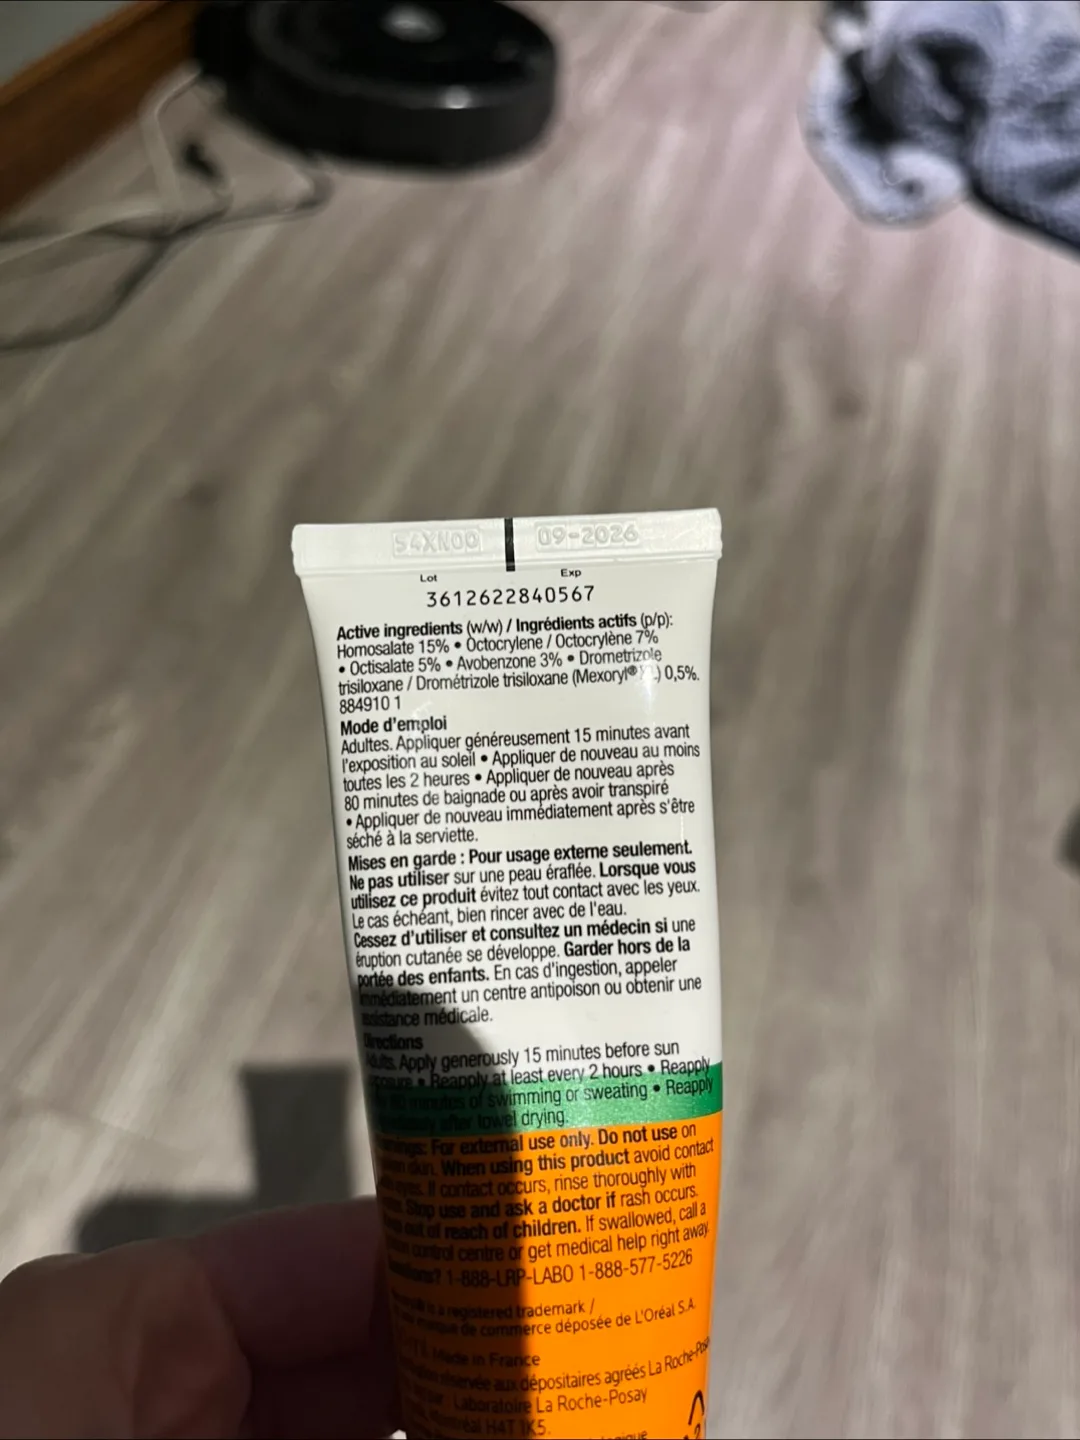 54XN00 09-2026
Lot Exp
3612622840567
Active ingredients (w/w) / Ingrédients actifs (p/p):
Homosalate 15% • Octocrylene / Octocrylène 7%
• Octisalate 5% • Avobenzone 3% • Drometrizole
trisiloxane / Drométrizole trisiloxane (Mexoryl® 0,5%.
884910 1
Mode d'emploi
Adultes. Appliquer généreusement 15 minutes avant
l'exposition au soleil • Appliquer de nouveau au moins
toutes les 2 heures • Appliquer de nouveau après
80 minutes de baignade ou après avoir transpiré
• Appliquer de nouveau immédiatement après s'être
séché à la serviette.
Mises en garde : Pour usage externe seulement.
Ne pas utiliser sur une peau éraflée. Lorsque vous
utilisez ce produit évitez tout contact avec les yeux.
Le cas échéant, bien rincer avec de l'eau.
Cessez d'utiliser et consultez un médecin si une
éruption cutanée se développe. Garder hors de la
portée des enfants. En cas d'ingestion, appeler
immédiatement un centre antipoison ou obtenir une
assistance médicale.
Directions
Adults. Apply generously 15 minutes before sun
• Reapply at least every 2 hours • Reapply
minutes of swimming or sweating • Reapply
after towel drying.
For external use only. Do not use on
skin. When using this product avoid contact
eyes. If contact occurs, rinse thoroughly with
Stop use and ask a doctor if rash occurs.
out of reach of children. If swallowed, call a
control centre or get medical help right away.
1-888-LRP-LABO 1-888-577-5226
is a registered trademark /
de commerce déposée de L'Oréal S.A.
Made in France
réservée aux dépositaires agréés La Roche-Posay
Laboratoire La Roche-Posay
H4T 1K5.